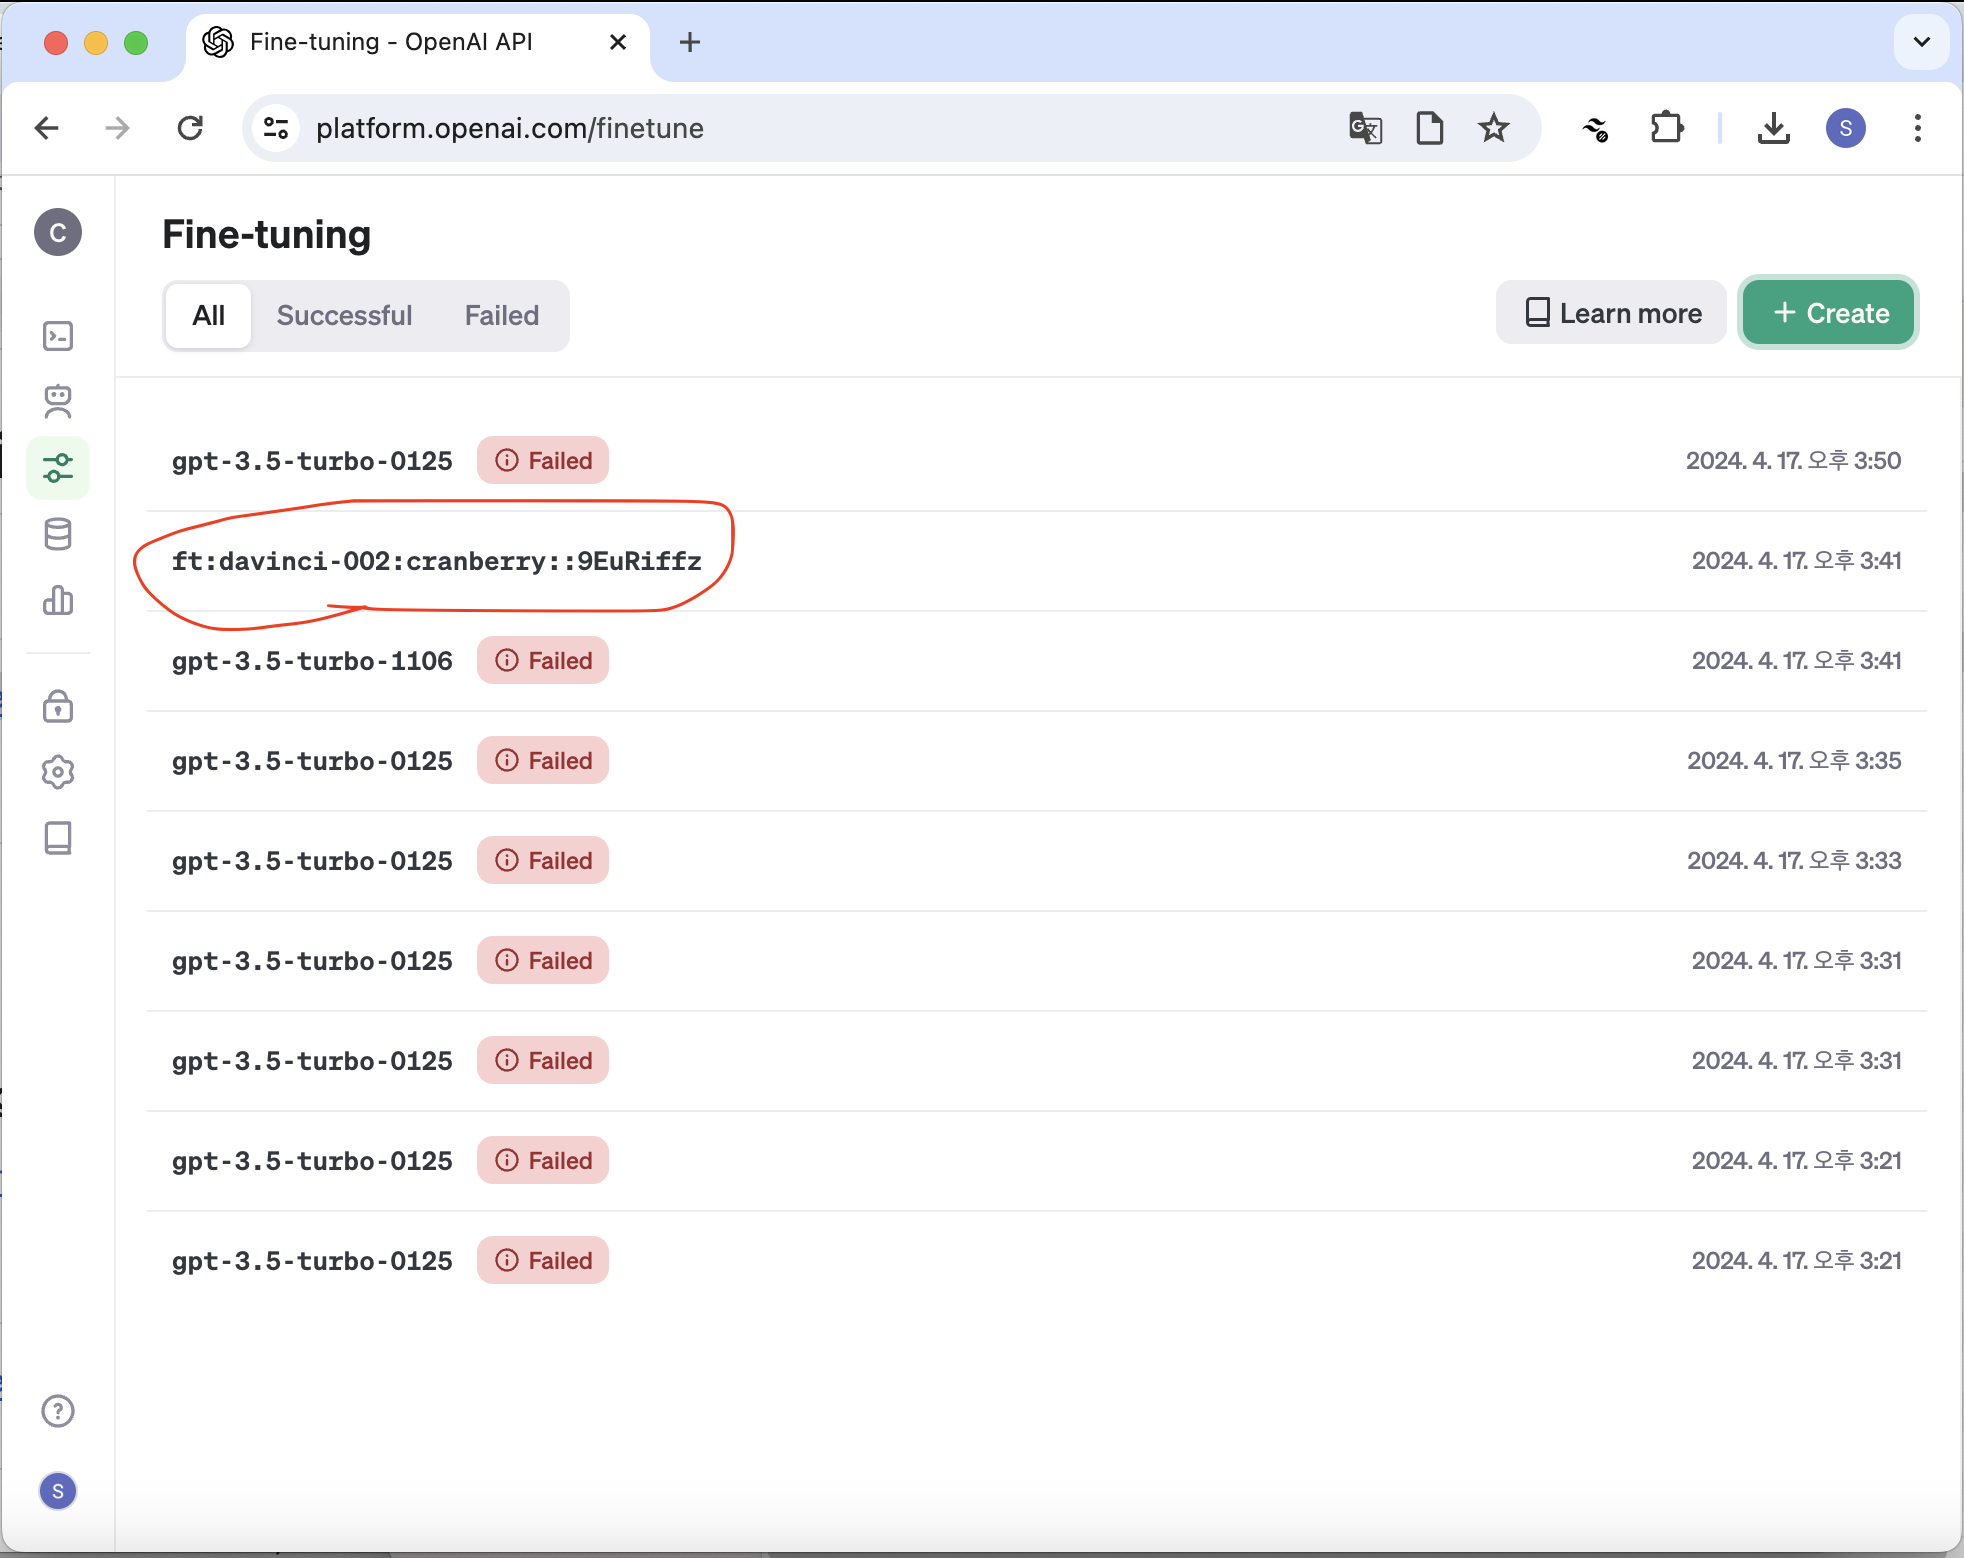 Fine-tuning - OpenAI API
platform.openai.com/finetune
S
C
Fine-tuning
All Successful Failed
Learn more
+ Create
gpt-3.5-turbo-0125 Failed 2024. 4. 17. 오후 3:50
ft:davinci-002:cranberry::9EuRiffz 2024. 4. 17. 오후 3:41
gpt-3.5-turbo-1106 Failed 2024. 4. 17. 오후 3:41
gpt-3.5-turbo-0125 Failed 2024. 4. 17. 오후 3:35
gpt-3.5-turbo-0125 Failed 2024. 4. 17. 오후 3:33
gpt-3.5-turbo-0125 Failed 2024. 4. 17. 오후 3:31
gpt-3.5-turbo-0125 Failed 2024. 4. 17. 오후 3:31
gpt-3.5-turbo-0125 Failed 2024. 4. 17. 오후 3:21
gpt-3.5-turbo-0125 Failed 2024. 4. 17. 오후 3:21
S